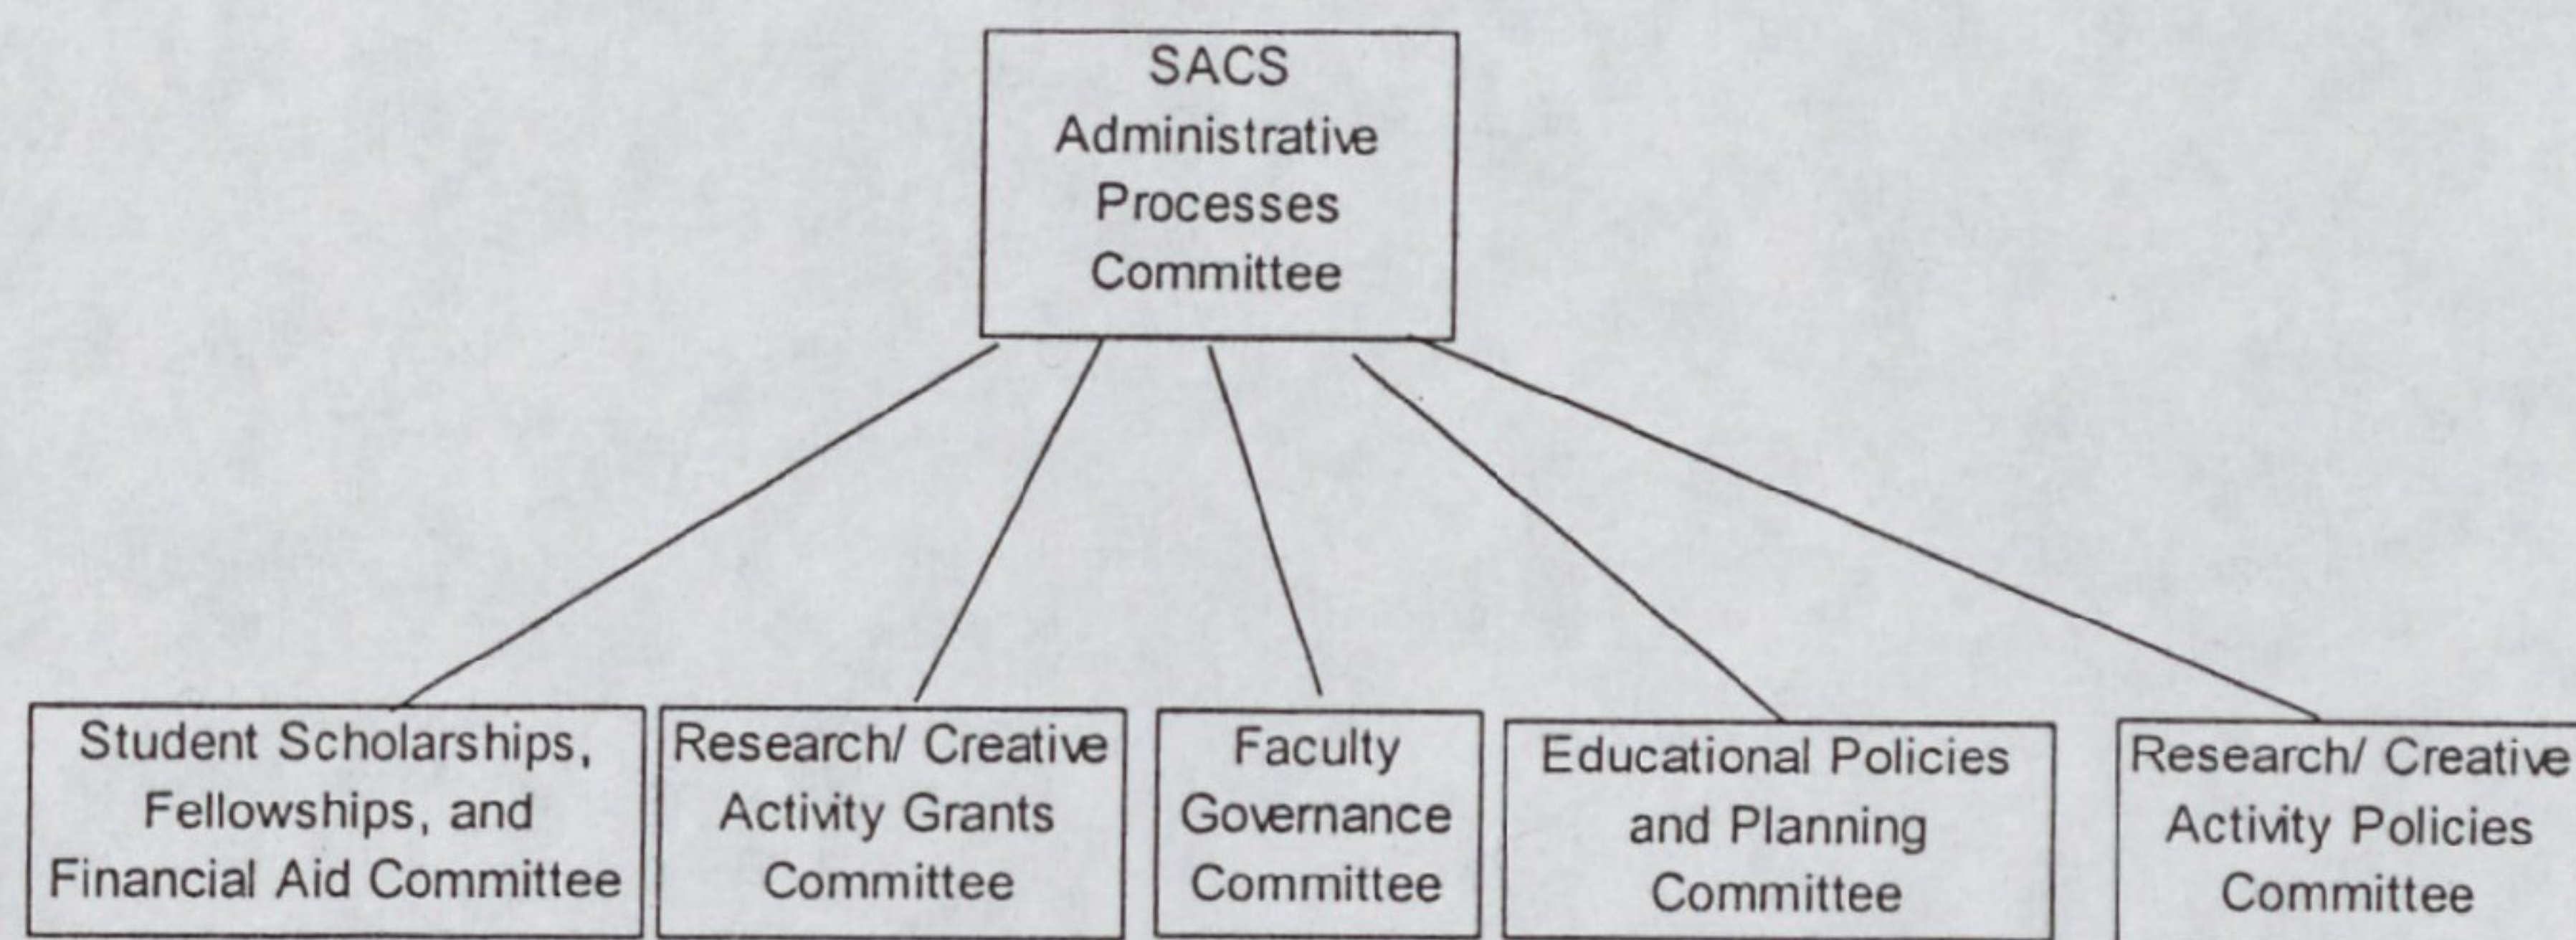 SACS
Administrative
Processes
Committee
Student Scholarships,
Fellowships, and
Financial Aid Committee
Research/ Creative
Activity Grants
Committee
Faculty
Governance
Committee
Educational Policies
and Planning
Committee
Research/ Creative
Activity Policies
Committee